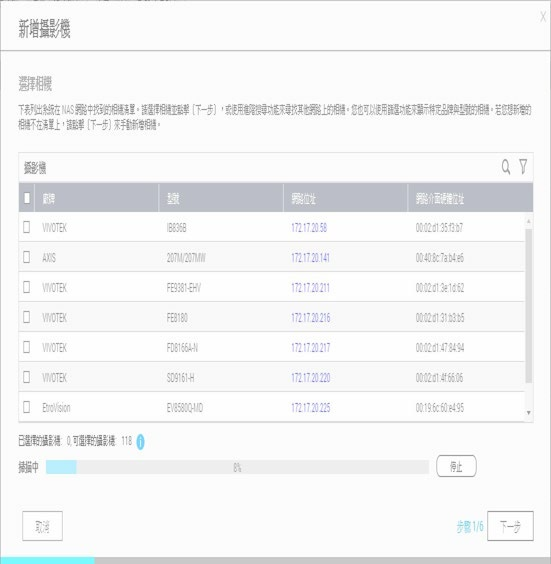 新增攝影機
X
選擇相機
下表列出系統在 NAS 網路中找到的相機清單。請選擇相機並點擊〔下一步〕，或使用進階搜尋功能來尋找其他網路上的相機。您也可以使用篩選功能來顯示特定品牌與型號的相機。若您想新增的
相機不在清單上，請點擊〔下一步〕來手動新增相機。
攝影機
廠牌 型號 網路位址 網路介面硬體位址
VIVOTEK IB836B 172.17.20.58 00:02:d1:35:f3:b7
AXIS 207M/207MW 172.17.20.141 00:40:8c:7a:b4:e6
VIVOTEK FE9381-EHV 172.17.20.211 00:02:d1:3e:1d:62
VIVOTEK FE8180 172.17.20.216 00:02:d1:31:b3:b5
VIVOTEK FD8166A-N 172.17.20.217 00:02:d1:47:84:94
VIVOTEK SD9161-H 172.17.20.220 00:02:d1:4f:66:06
EtroVision EV8580Q-MD 172.17.20.225 00:19:6c:60:e4:95
已選擇的攝影機: 0, 可選擇的攝影機: 118
掃描中 8% 停止
取消 步驟 1/6 下一步